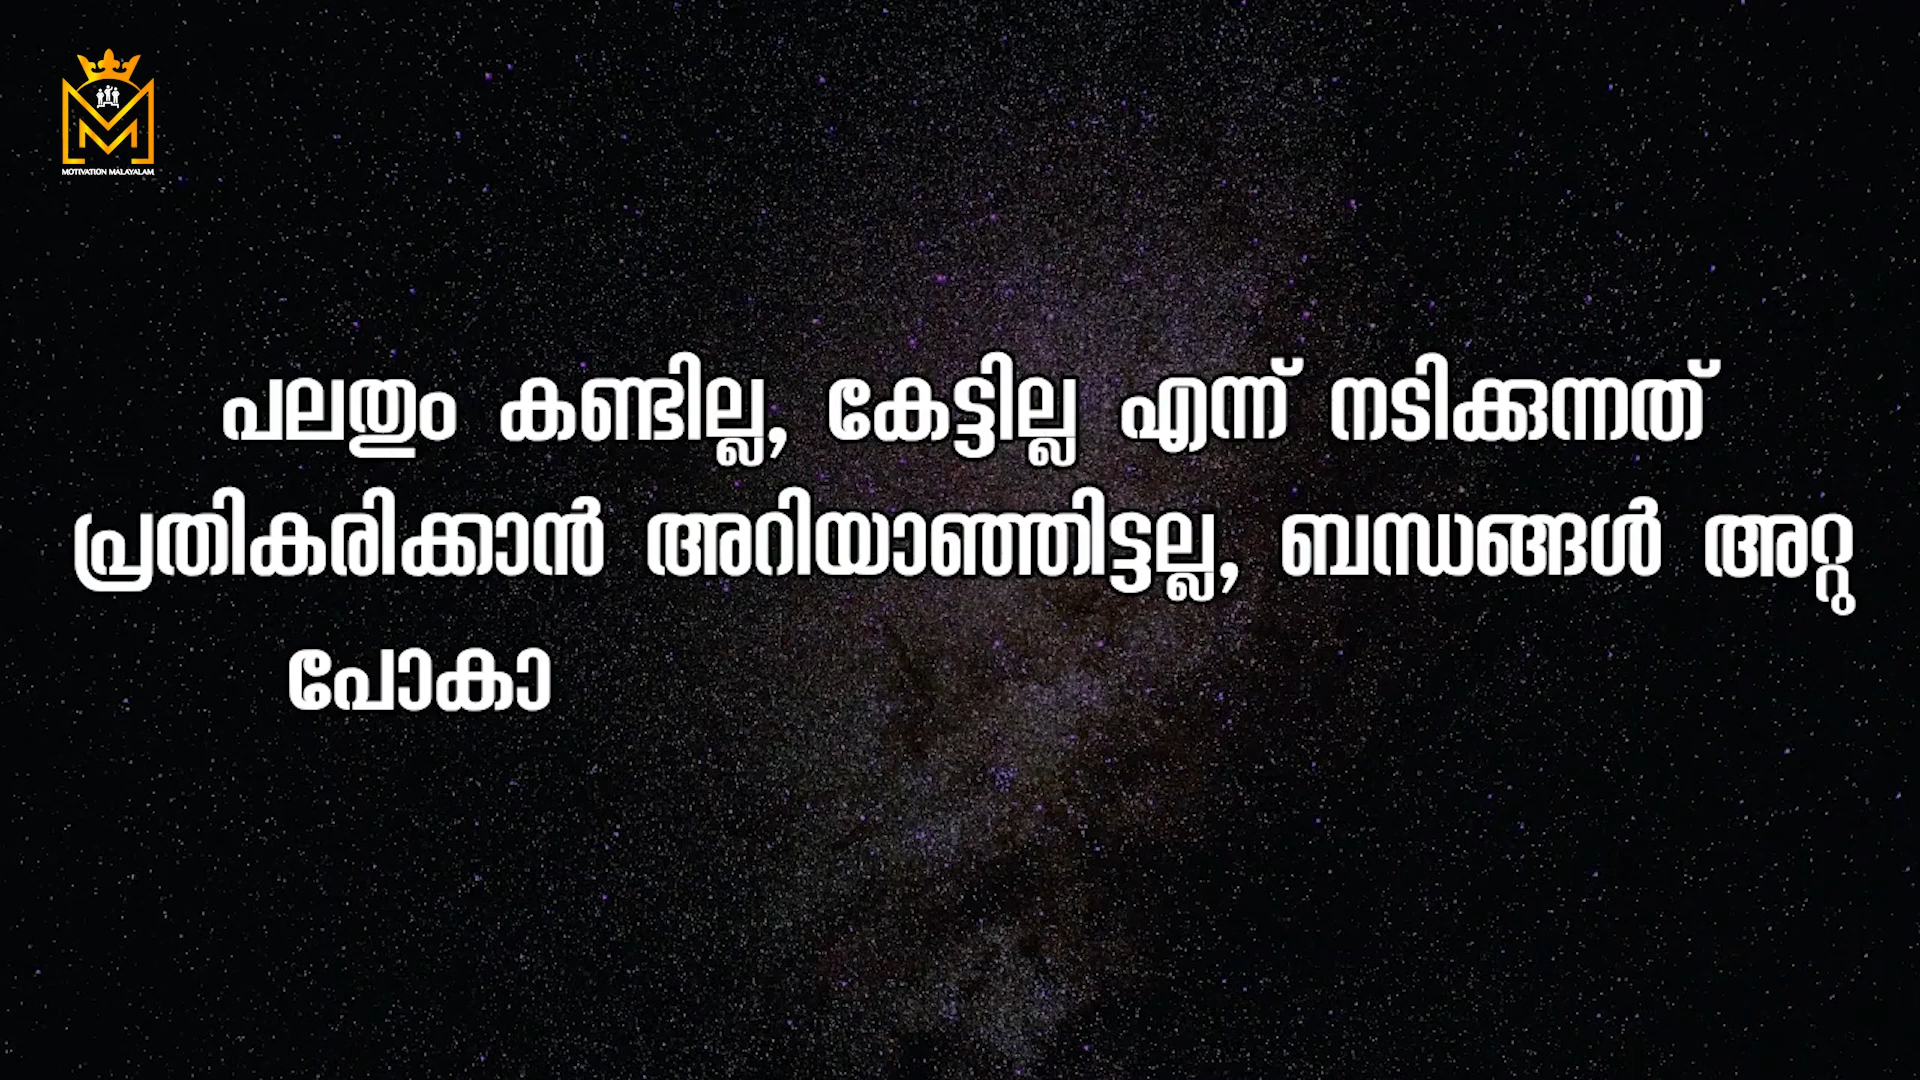 MOTIVATION MALAYALAM
പലതും കണ്ടില്ല, കേട്ടില്ല എന്ന് നടിക്കുന്നത്
പ്രതികരിക്കാൻ അറിയാഞ്ഞിട്ടല്ല, ബന്ധങ്ങൾ അറ്റു
പോകാ